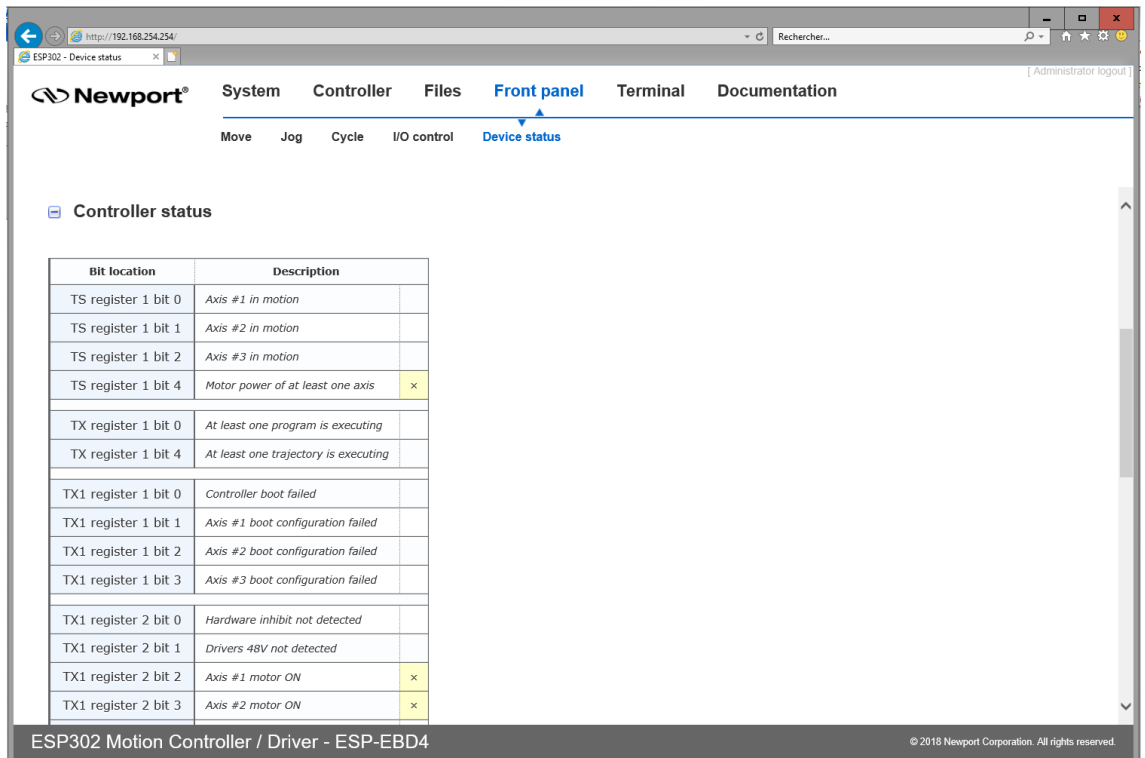 http://192.168.254.254/
Rechercher...
ESP302 - Device status
[ Administrator logout ]
Newport®
System Controller Files Front panel Terminal Documentation
Move Jog Cycle I/O control Device status
Controller status
Bit location Description
TS register 1 bit 0 Axis #1 in motion
TS register 1 bit 1 Axis #2 in motion
TS register 1 bit 2 Axis #3 in motion
TS register 1 bit 4 Motor power of at least one axis ×
TX register 1 bit 0 At least one program is executing
TX register 1 bit 4 At least one trajectory is executing
TX1 register 1 bit 0 Controller boot failed
TX1 register 1 bit 1 Axis #1 boot configuration failed
TX1 register 1 bit 2 Axis #2 boot configuration failed
TX1 register 1 bit 3 Axis #3 boot configuration failed
TX1 register 2 bit 0 Hardware inhibit not detected
TX1 register 2 bit 1 Drivers 48V not detected
TX1 register 2 bit 2 Axis #1 motor ON ×
TX1 register 2 bit 3 Axis #2 motor ON ×
ESP302 Motion Controller / Driver - ESP-EBD4
© 2018 Newport Corporation. All rights reserved.